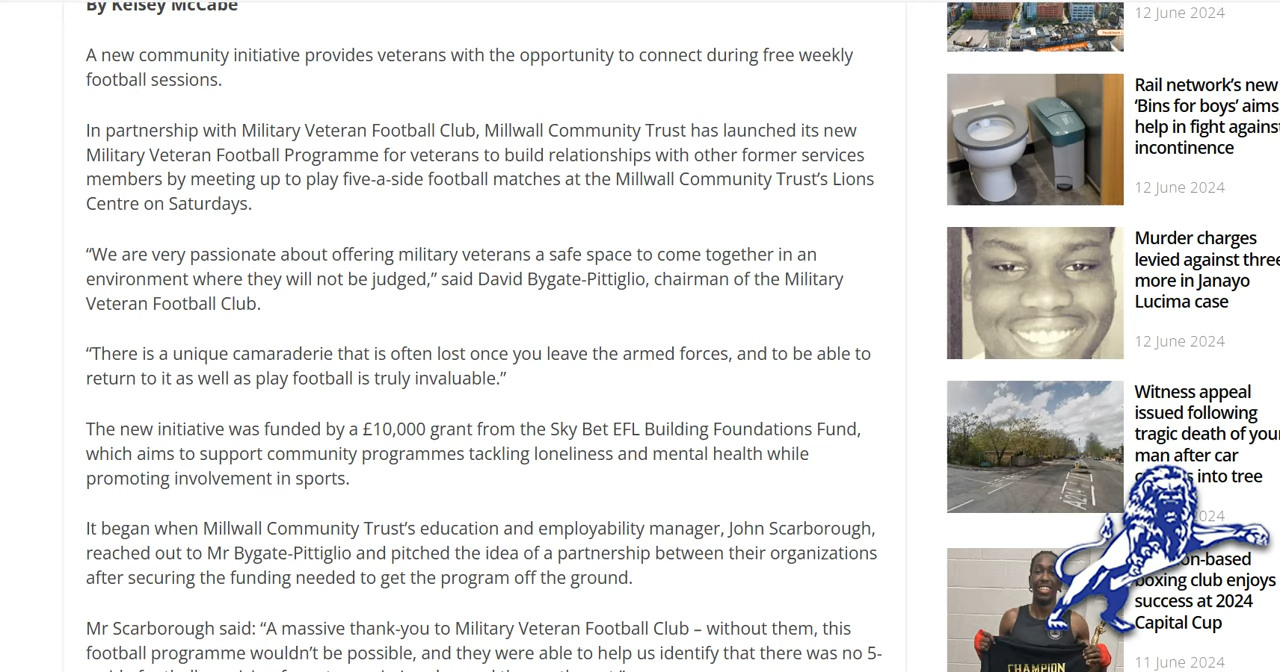 By Kelsey McCabe
A new community initiative provides veterans with the opportunity to connect during free weekly
football sessions.
In partnership with Military Veteran Football Club, Millwall Community Trust has launched its new
Military Veteran Football Programme for veterans to build relationships with other former services
members by meeting up to play five-a-side football matches at the Millwall Community Trust’s Lions
Centre on Saturdays.
“We are very passionate about offering military veterans a safe space to come together in an
environment where they will not be judged,” said David Bygate-Pittiglio, chairman of the Military
Veteran Football Club.
“There is a unique camaraderie that is often lost once you leave the armed forces, and to be able to
return to it as well as play football is truly invaluable.”
The new initiative was funded by a £10,000 grant from the Sky Bet EFL Building Foundations Fund,
which aims to support community programmes tackling loneliness and mental health while
promoting involvement in sports.
It began when Millwall Community Trust’s education and employability manager, John Scarborough,
reached out to Mr Bygate-Pittiglio and pitched the idea of a partnership between their organizations
after securing the funding needed to get the program off the ground.
Mr Scarborough said: “A massive thank-you to Military Veteran Football Club – without them, this
football programme wouldn’t be possible, and they were able to help us identify that there was no 5-
12 June 2024
Rail network’s new
‘Bins for boys’ aims
help in fight against
incontinence
12 June 2024
Murder charges
levied against three
more in Janayo
Lucima case
12 June 2024
Witness appeal
issued following
tragic death of youn
man after car
into tree
2024
A247
on-based
boxing club enjoys
success at 2024
Capital Cup
11 June 2024
CHAMPION